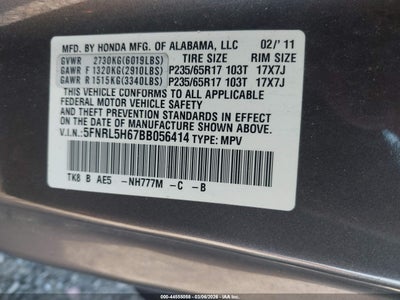 MFD. BY HONDA MFG. OF ALABAMA, LLC 02/'11
GVWR 2730KG(6019LBS) TIRE SIZE RIM SIZE
GAWR F 1320KG(2910LBS) P235/65R17 103T 17X7J
GAWR R 1515KG(3340LBS) P235/65R17 103T 17X7J
THIS VEHICLE CONFORMS TO ALL APPLICABLE
FEDERAL MOTOR VEHICLE SAFETY AND THEFT
PREVENTION STANDARDS IN EFFECT ON THE
DATE OF MANUFACTURE SHOWN ABOVE.
V.I.N.: 5FNRL5H67BB056414 TYPE: MPV
TK8 B AE5 -NH777M -C -B